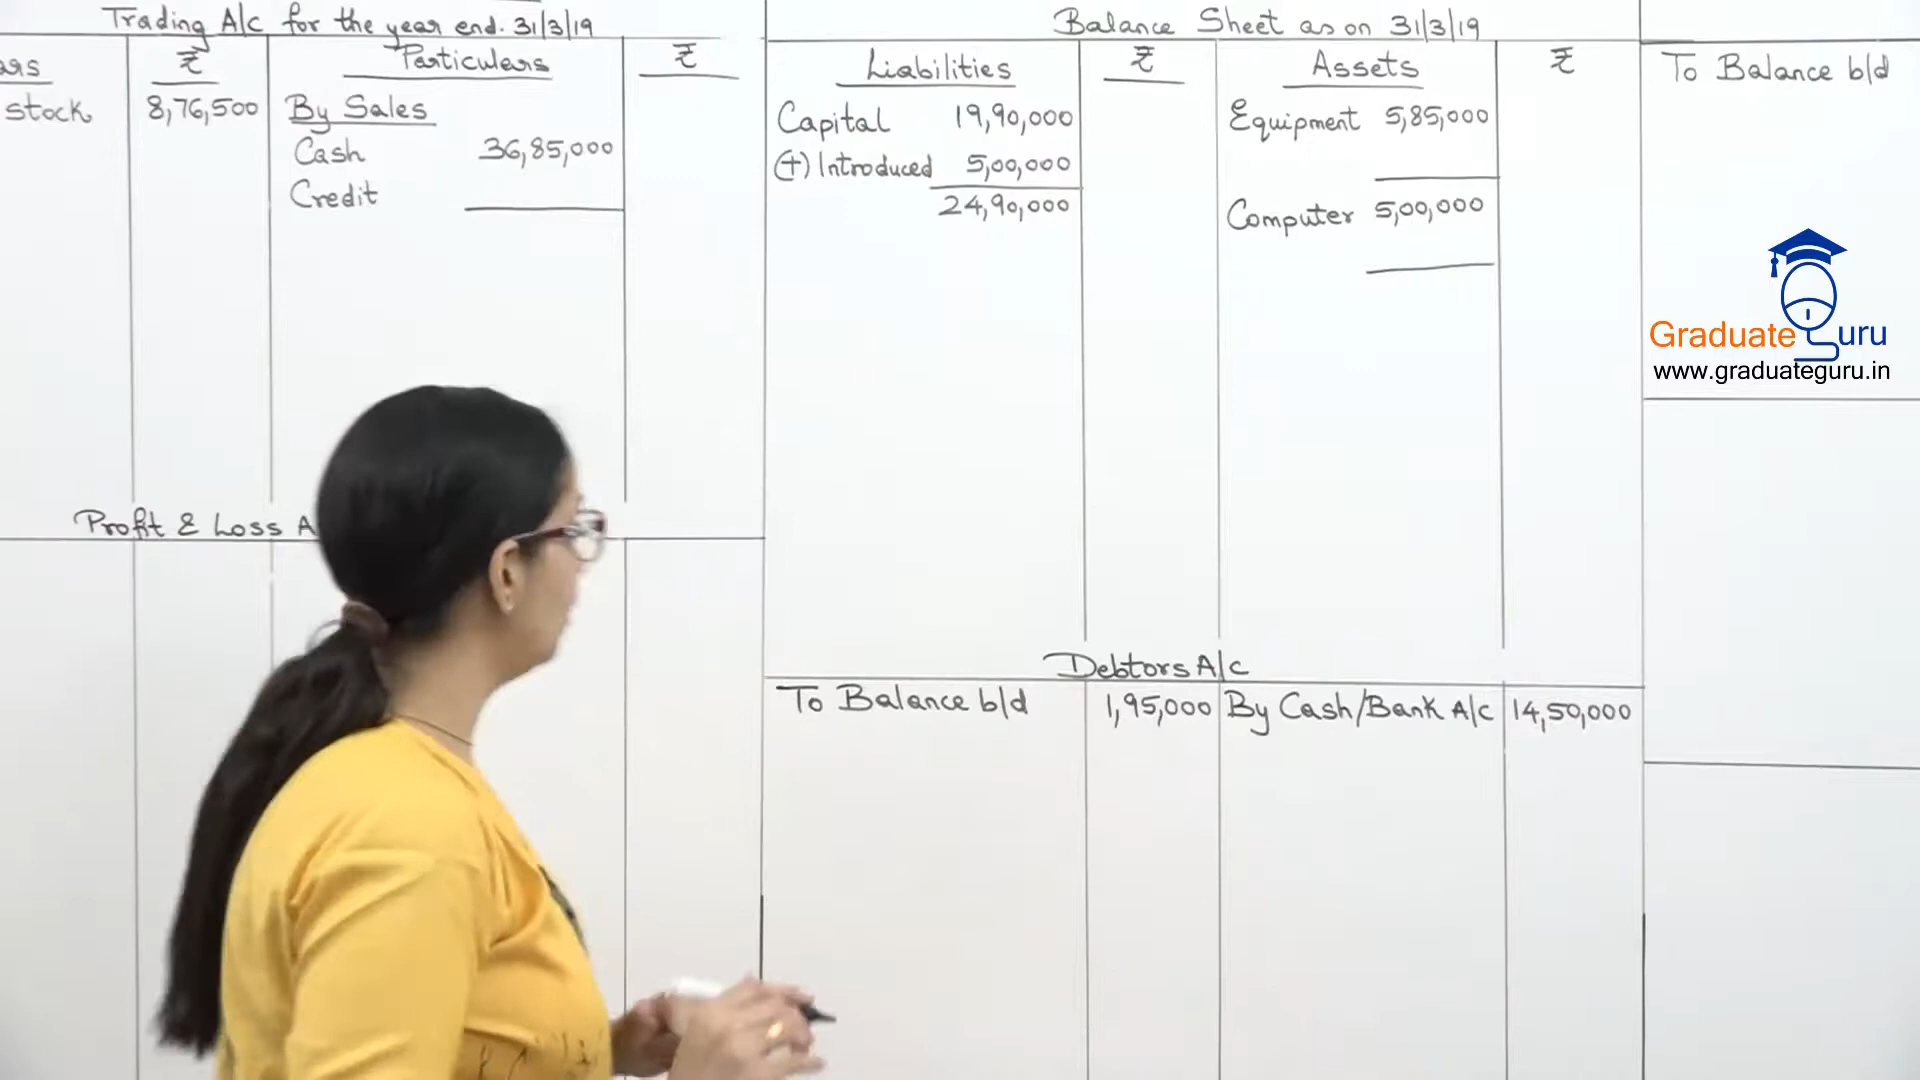 Trading A/c for the year end. 31/3/19
₹ Particulars ₹
stock 8,76,500 By Sales
Cash 36,85,000
Credit
Profit & Loss A
Balance Sheet as on 31/3/19
Liabilities ₹ Assets ₹
Capital 19,90,000 Equipment 5,85,000
(+) Introduced 5,00,000
24,90,000 Computer 5,00,000
Debtors A/c
To Balance b/d 1,95,000 By Cash/Bank A/c 14,50,000
To Balance b/d
Graduate Guru
www.graduateguru.in